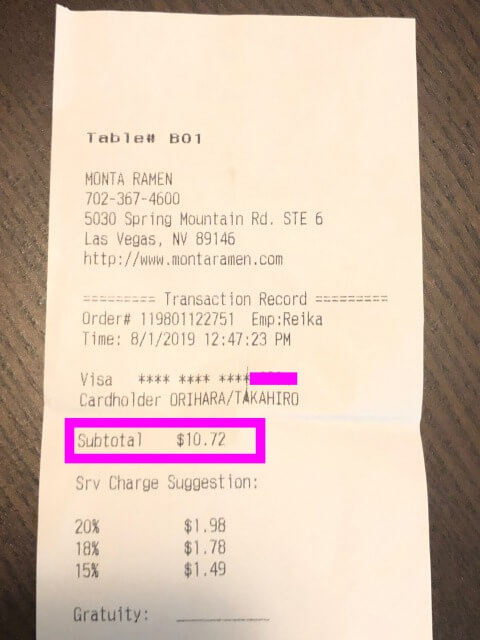 Table# B01
MONTA RAMEN
702-367-4600
5030 Spring Mountain Rd. STE 6
Las Vegas, NV 89146
http://www.montaramen.com
========= Transaction Record =========
Order# 119801122751 Emp:Reika
Time: 8/1/2019 12:47:23 PM
Visa **** **** ****
Cardholder ORIHARA/TAKAHIRO
Subtotal $10.72
Srv Charge Suggestion:
20% $1.98
18% $1.78
15% $1.49
Gratuity: ____________